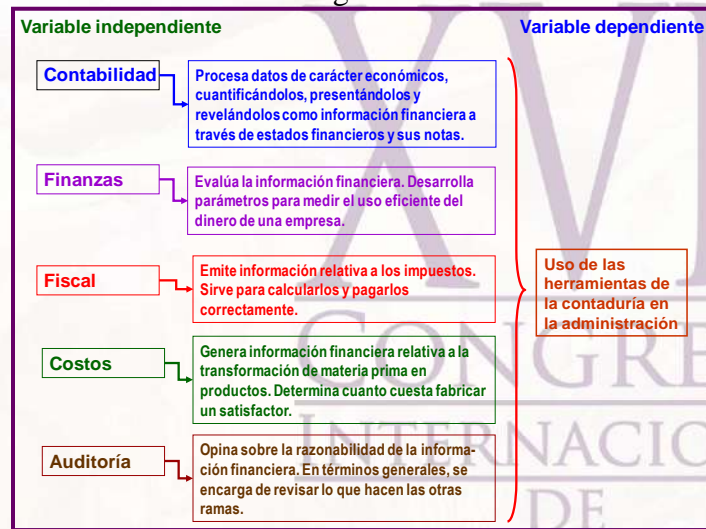 Variable independiente
Variable dependiente
Contabilidad
Procesa datos de carácter económicos,
cuantificándolos, presentándolos y
revelándolos como información financiera a
través de estados financieros y sus notas.
Finanzas
Evalúa la información financiera. Desarrolla
parámetros para medir el uso eficiente del
dinero de una empresa.
Fiscal
Emite información relativa a los impuestos.
Sirve para calcularlos y pagarlos
correctamente.
Costos
Genera información financiera relativa a la
transformación de materia prima en
productos. Determina cuanto cuesta fabricar
un satisfactor.
Auditoría
Opina sobre la razonabilidad de la informa-
ción financiera. En términos generales, se
encarga de revisar lo que hacen las otras
ramas.
Uso de las
herramientas de
la contaduría en
la administración
XVI
CONGRE
INTERNACIO
DE